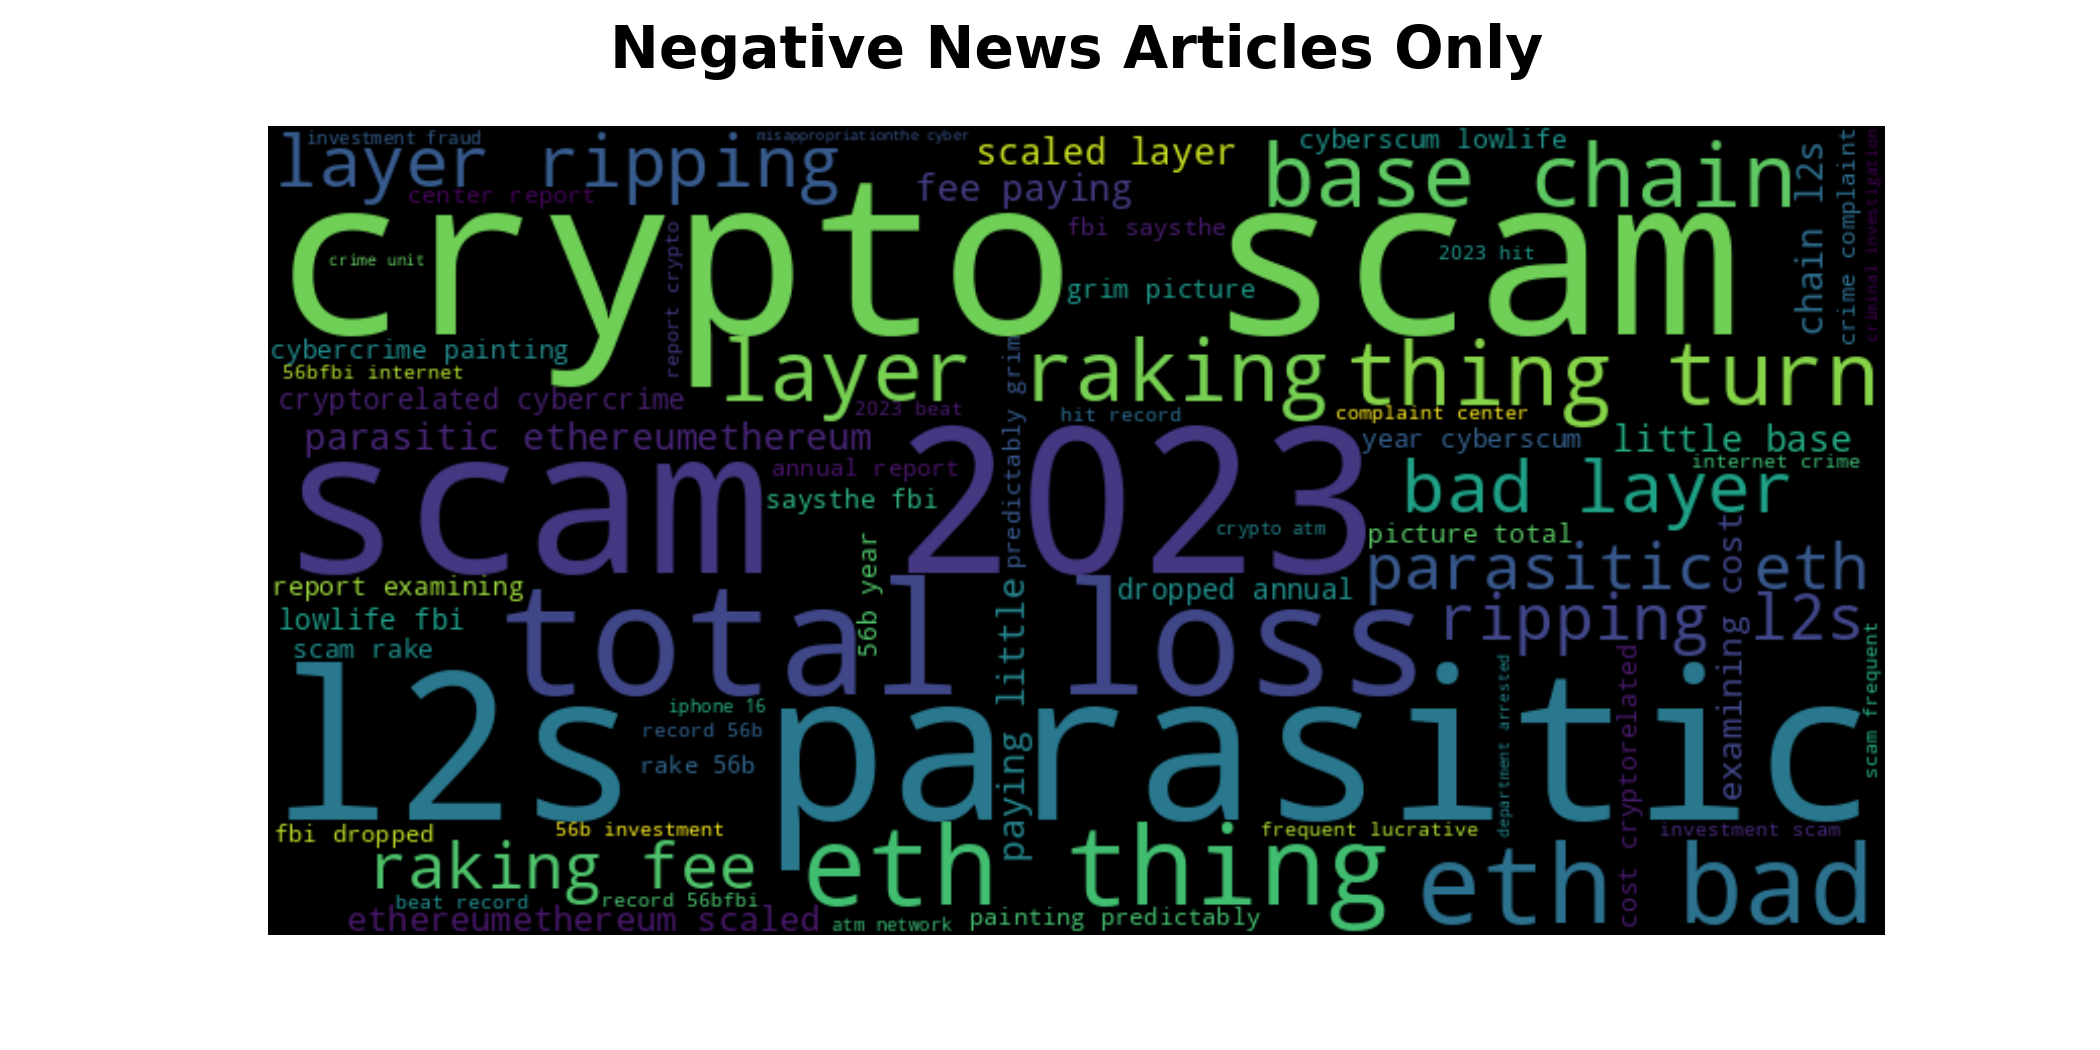 Negative News Articles Only
investment fraud
misappropriationthe cyber
layer ripping
scaled layer
cyberscum lowlife
base chain
chain l2s
crime complaint
criminal investigation
center report
fee paying
fbi saysthe
crypto scam
2023 hit
crime unit
report crypto
grim picture
cybercrime painting
56bfbi internet
layer raking
thing turn
cryptorelated cybercrime
2023 beat
hit record
complaint center
predictably grim
parasitic ethereumethereum
year cyberscum
little base
scam 2023
annual report
internet crime
saysthe fbi
bad layer
crypto atm
picture total
56b year
parasitic eth
examining cost
report examining
total loss
dropped annual
paying little
lowlife fbi
ripping l2s
scam rake
l2s parasitic
department arrested
cost cryptorelated
scam frequent
iphone 16
record 56b
rake 56b
fbi dropped
56b investment
frequent lucrative
investment scam
raking fee
eth thing
eth bad
beat record
record 56bfbi
ethereumethereum scaled
atm network
painting predictably